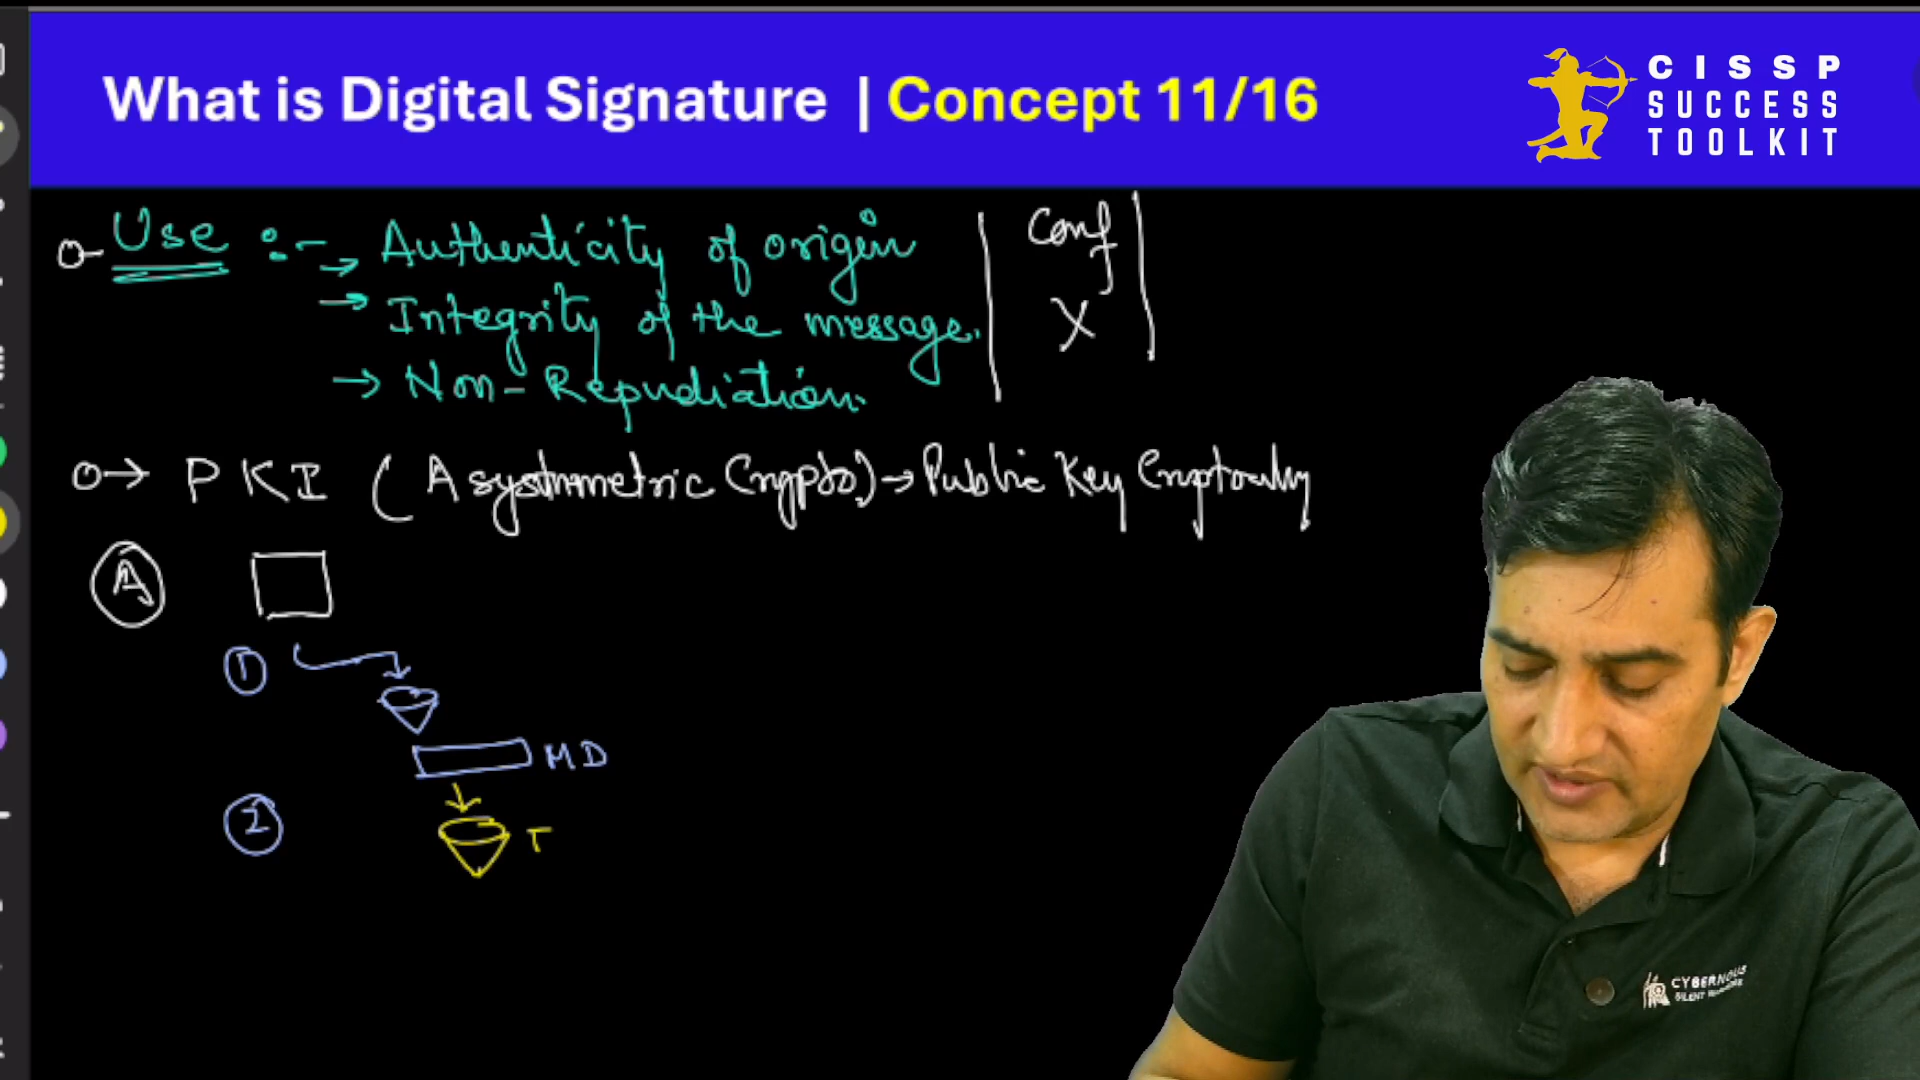 What is Digital Signature | Concept 11/16
CISSP
SUCCESS
TOOLKIT
Use :- → Authenticity of origin
→ Integrity of the message.
→ Non-Repudiation.
Conf
X
→ PKI (Asymmetric Crypto) → Public Key
A
1
MD
2
CYBERNOUS